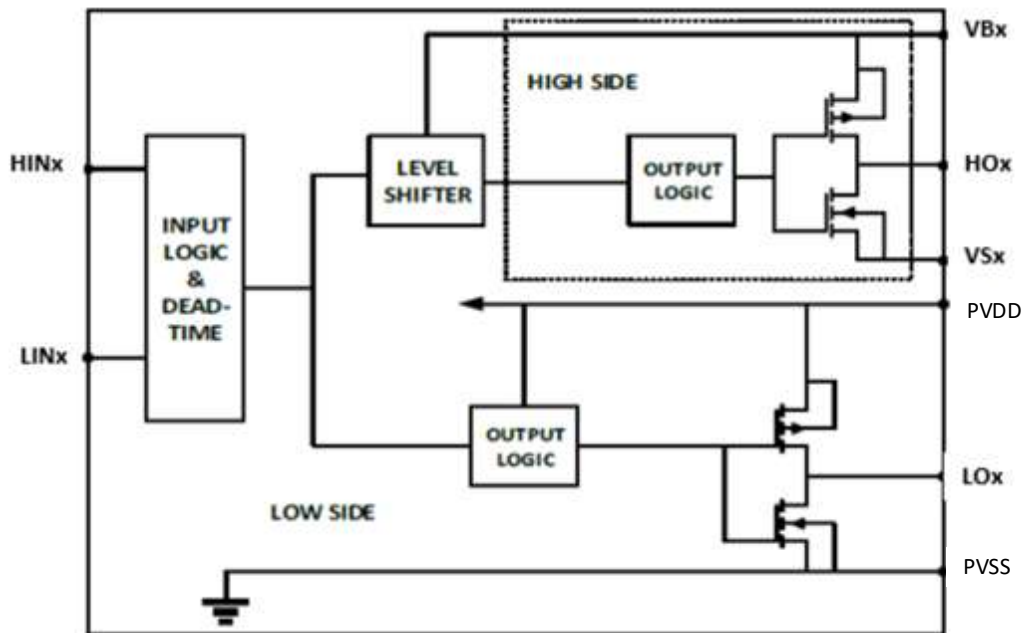 VBx
HIGH SIDE
HINx
LEVEL
SHIFTER
OUTPUT
LOGIC
HOx
INPUT
LOGIC
&
DEAD-
TIME
VSx
PVDD
LINx
OUTPUT
LOGIC
LOx
LOW SIDE
PVSS